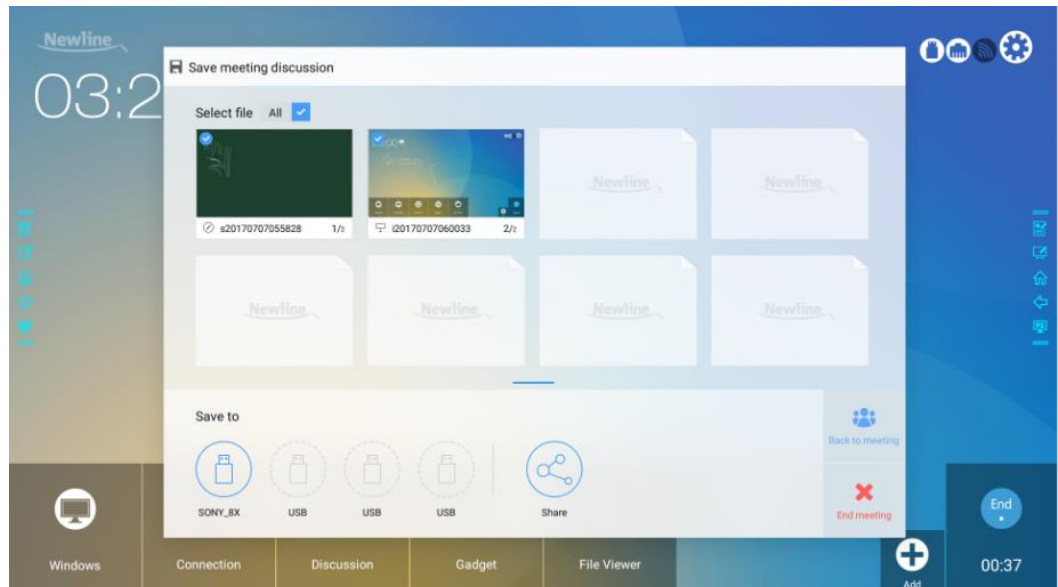 Newline
03:2
Save meeting discussion
Select file All
s20170707055828 1/2
i20170707060033 2/2
Newline
Newline
Newline
Newline
Newline
Newline
Save to
SONY_8X
USB
USB
USB
Share
Back to meeting
End meeting
End
Windows
Connection
Discussion
Gadget
File Viewer
Add
00:37